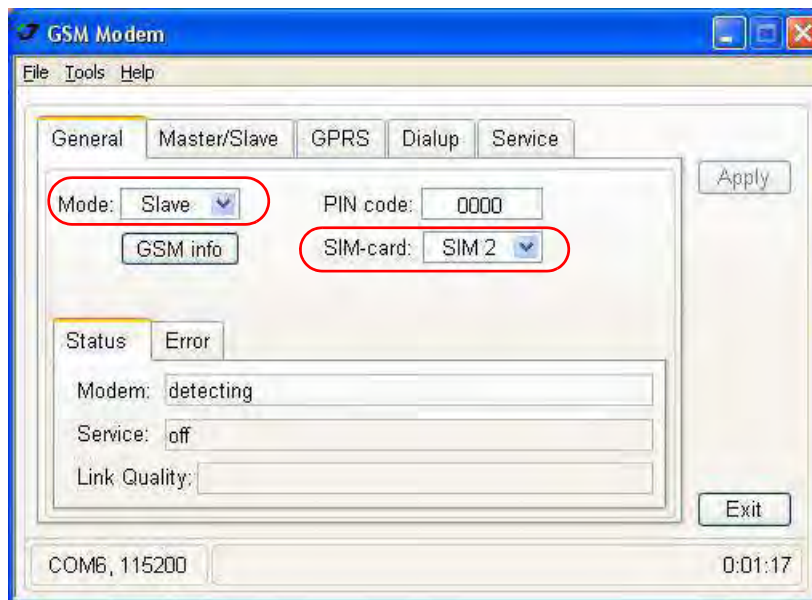 GSM Modem
File Tools Help
General Master/Slave GPRS Dialup Service
Apply
Mode: Slave PIN code: 0000
GSM info SIM-card: SIM 2
Status Error
Modem: detecting
Service: off
Link Quality:
Exit
COM6, 115200 0:01:17